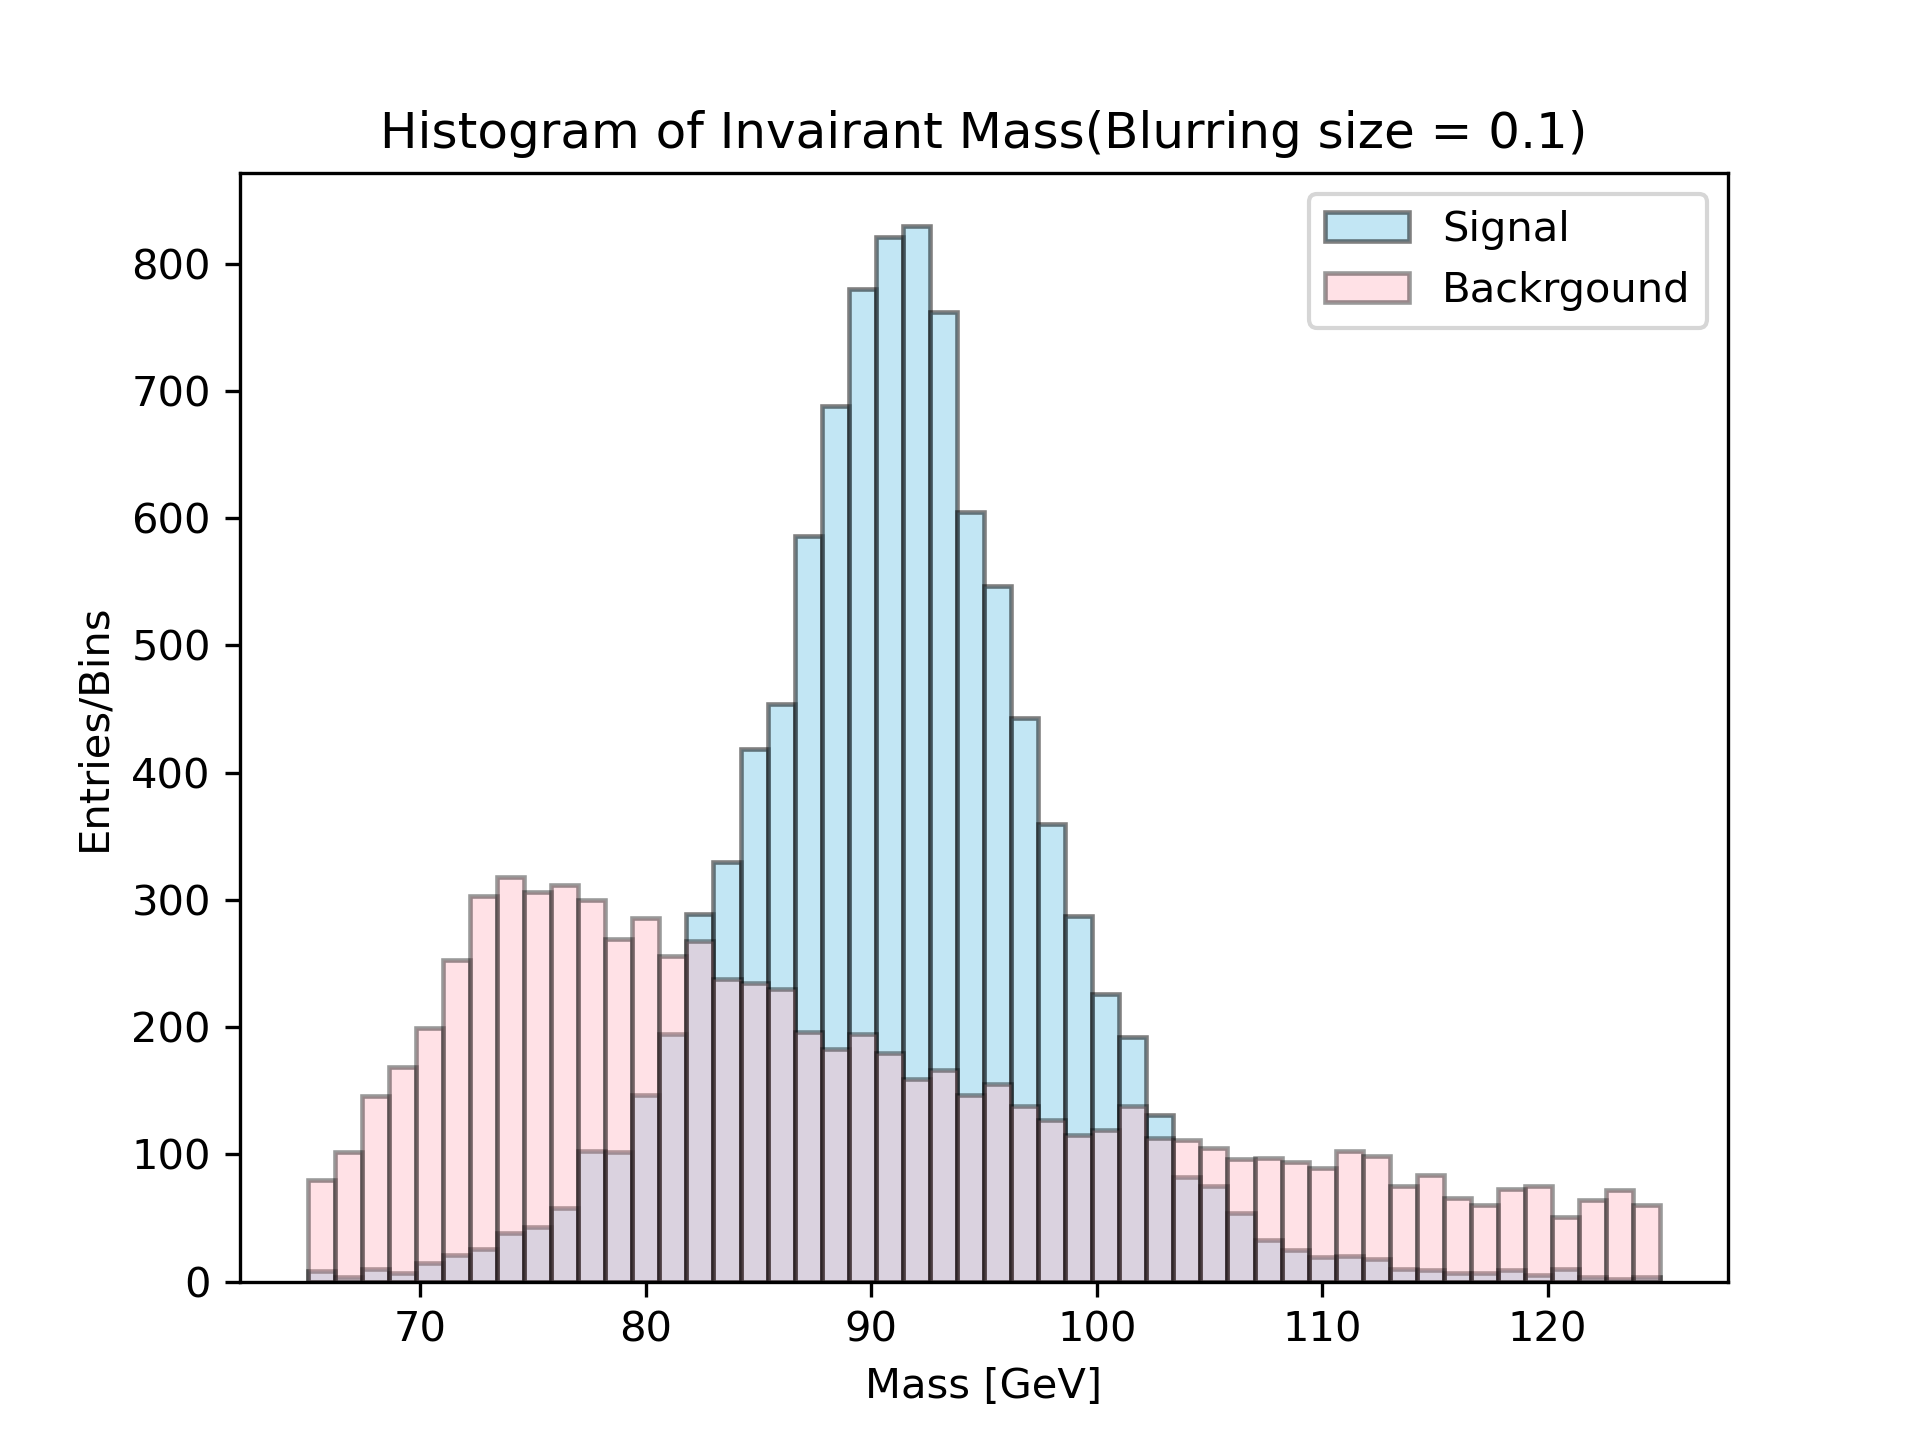 Histogram of Invairant Mass(Blurring size = 0.1)
Signal
Backrgound
800
700
600
500
400
300
200
100
0
Entries/Bins
70 80 90 100 110 120
Mass [GeV]